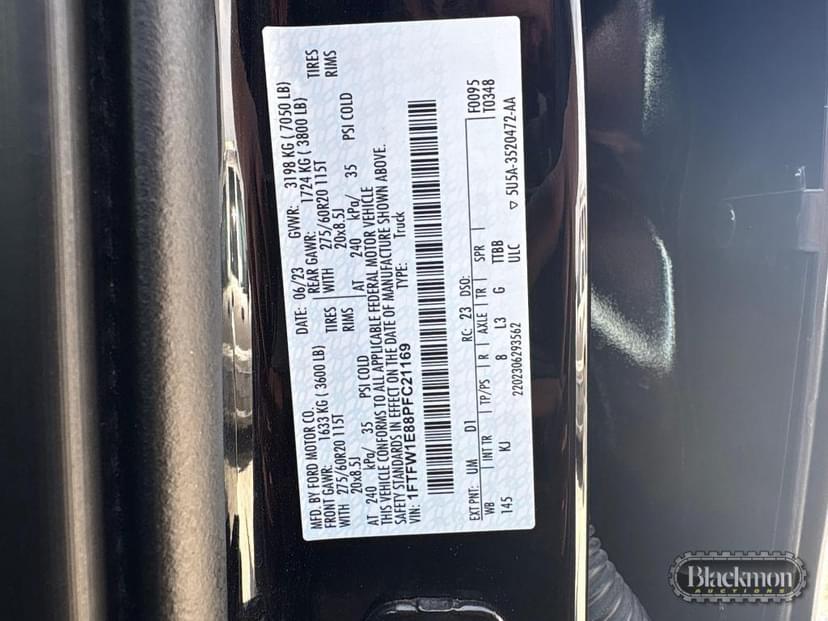 MFD. BY FORD MOTOR CO.
DATE: 06/23 GVWR: 3198 KG ( 7050 LB)
FRONT GAWR: 1633 KG (3600 LB) REAR GAWR: 1724 KG ( 3800 LB)
WITH 275/60R20 115T TIRES WITH 275/60R20 115T TIRES
20x8.5J RIMS 20x8.5J RIMS
AT 240 kPa/ 35 PSI COLD AT 240 kPa/ 35 PSI COLD
THIS VEHICLE CONFORMS TO ALL APPLICABLE FEDERAL MOTOR VEHICLE
SAFETY STANDARDS IN EFFECT ON THE DATE OF MANUFACTURE SHOWN ABOVE.
VIN: 1FTFW1E88PFC21169 TYPE: Truck
F0095
T0348
EXT PNT: UM D1 RC: 23 DSO:
WB INTTR TP/PS R AXLE TR SPR
145 KJ 8 L3 G TTBB
2202306293562 ULC
▽ 5U5A-3520472-AA
Blackmon
AUCTIONS